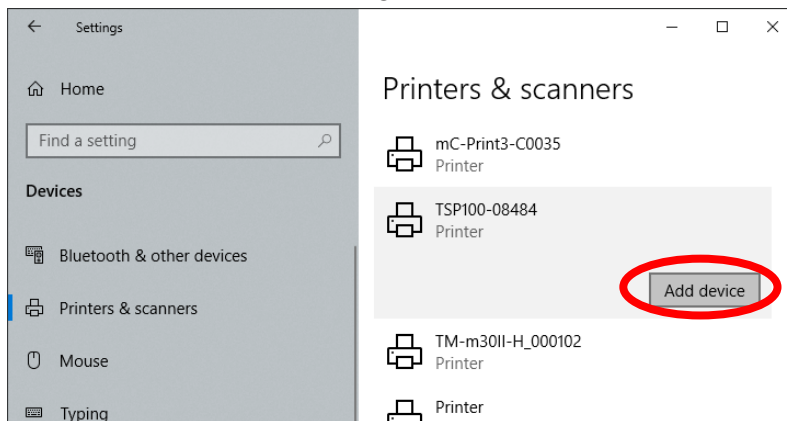 Settings
Home
Find a setting
Devices
Bluetooth & other devices
Printers & scanners
Mouse
Typing
Printers & scanners
mC-Print3-C0035
Printer
TSP100-08484
Printer
Add device
TM-m30II-H_000102
Printer
Printer